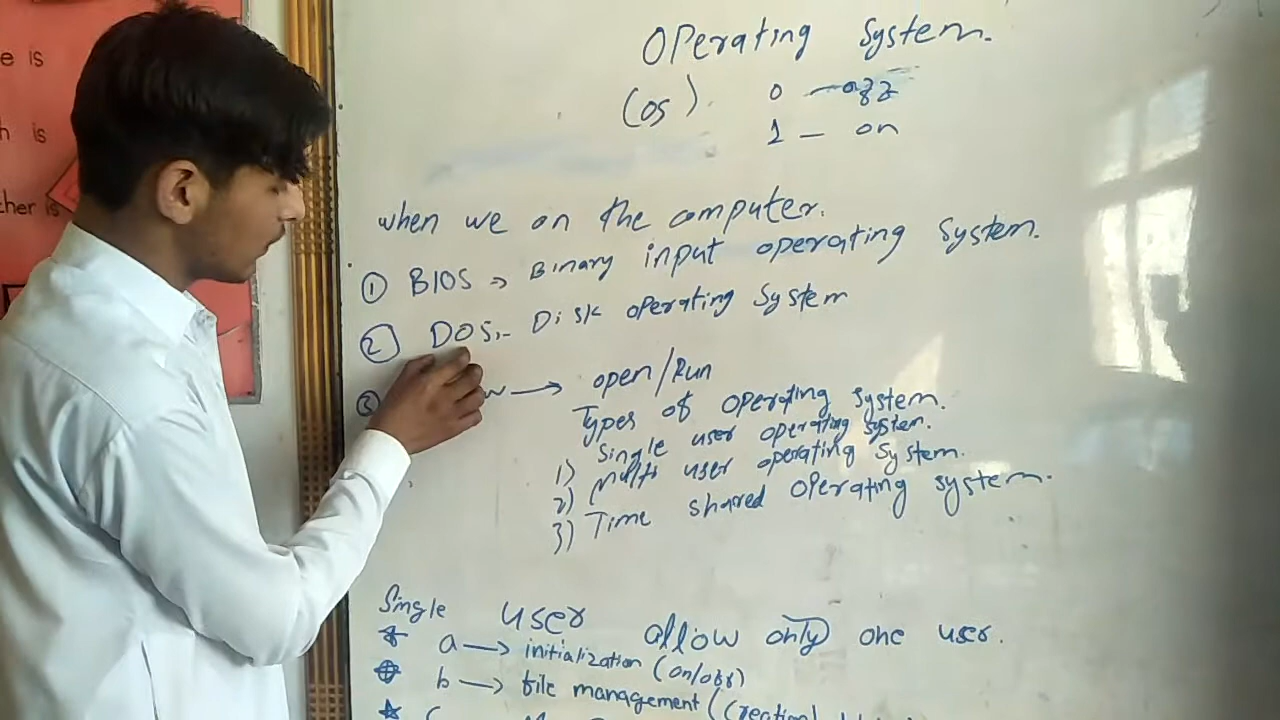 e is
h is
ther is
Operating System.
(OS)
0 — off
1 — on
when we on the computer.
① BIOS → Binary input operating System.
② DOS:- Disk operating System
③ w → open/Run
Types of operating System.
1) Single user operating System.
2) Multi user operating System.
3) Time shared operating system.
Single user allow only one user.
a → initialization (on/off)
b → file management (Creation/
c